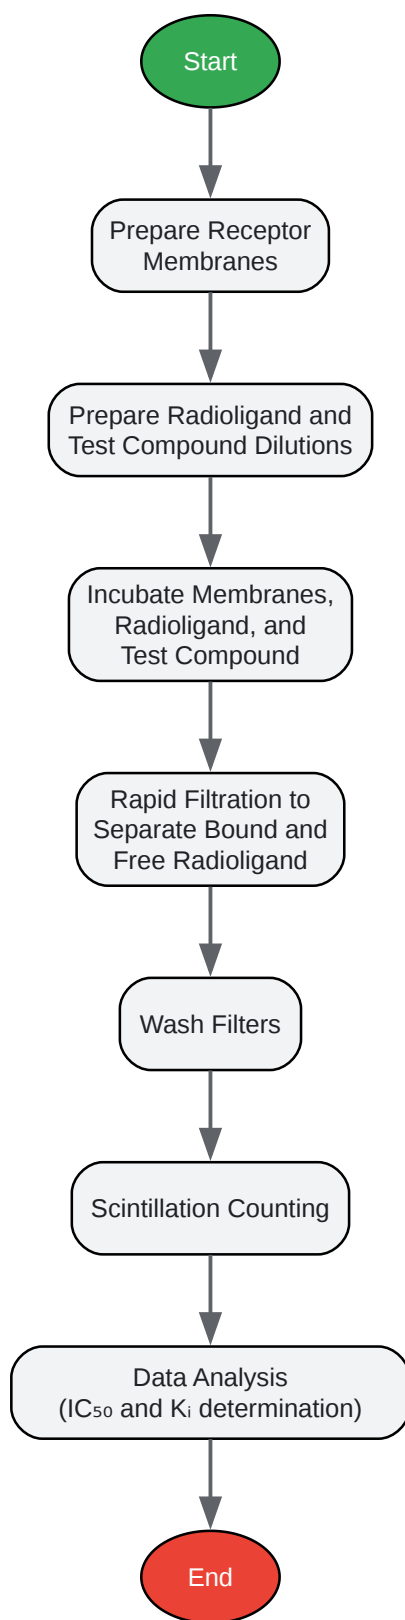 Start
Prepare Receptor
Membranes
Prepare Radioligand and
Test Compound Dilutions
Incubate Membranes,
Radioligand, and
Test Compound
Rapid Filtration to
Separate Bound and
Free Radioligand
Wash Filters
Scintillation Counting
Data Analysis
(IC₅₀ and Kᵢ determination)
End